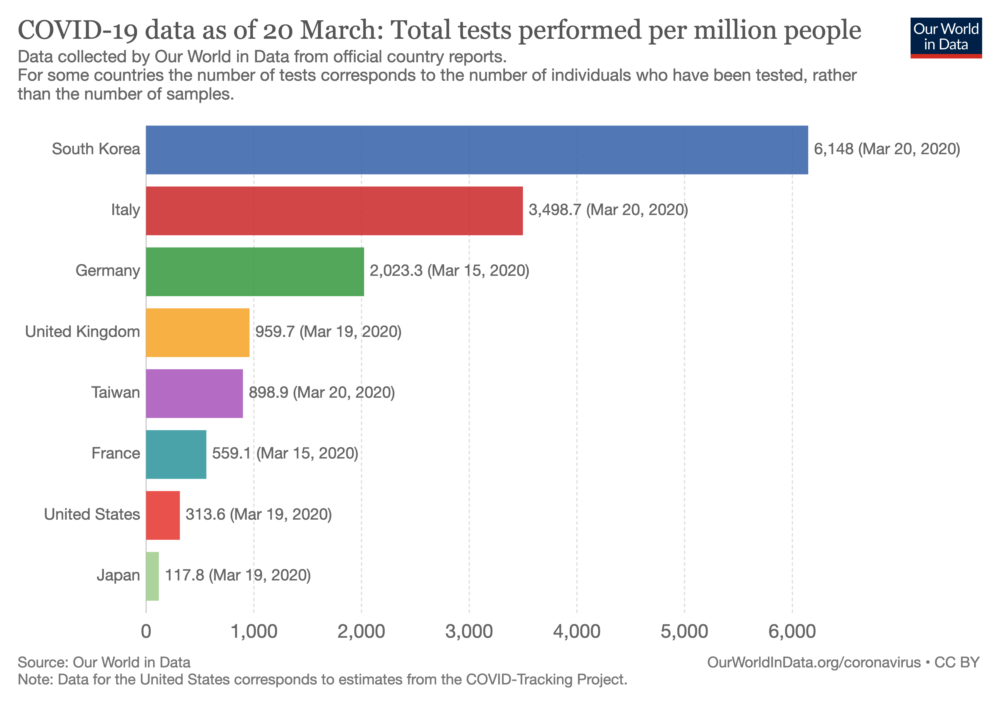 COVID-19 data as of 20 March: Total tests performed per million people
Our World
in Data
Data collected by Our World in Data from official country reports.
For some countries the number of tests corresponds to the number of individuals who have been tested, rather
than the number of samples.
South Korea 6,148 (Mar 20, 2020)
Italy 3,498.7 (Mar 20, 2020)
Germany 2,023.3 (Mar 15, 2020)
United Kingdom 959.7 (Mar 19, 2020)
Taiwan 898.9 (Mar 20, 2020)
France 559.1 (Mar 15, 2020)
United States 313.6 (Mar 19, 2020)
Japan 117.8 (Mar 19, 2020)
0 1,000 2,000 3,000 4,000 5,000 6,000
Source: Our World in Data
OurWorldInData.org/coronavirus • CC BY
Note: Data for the United States corresponds to estimates from the COVID-Tracking Project.